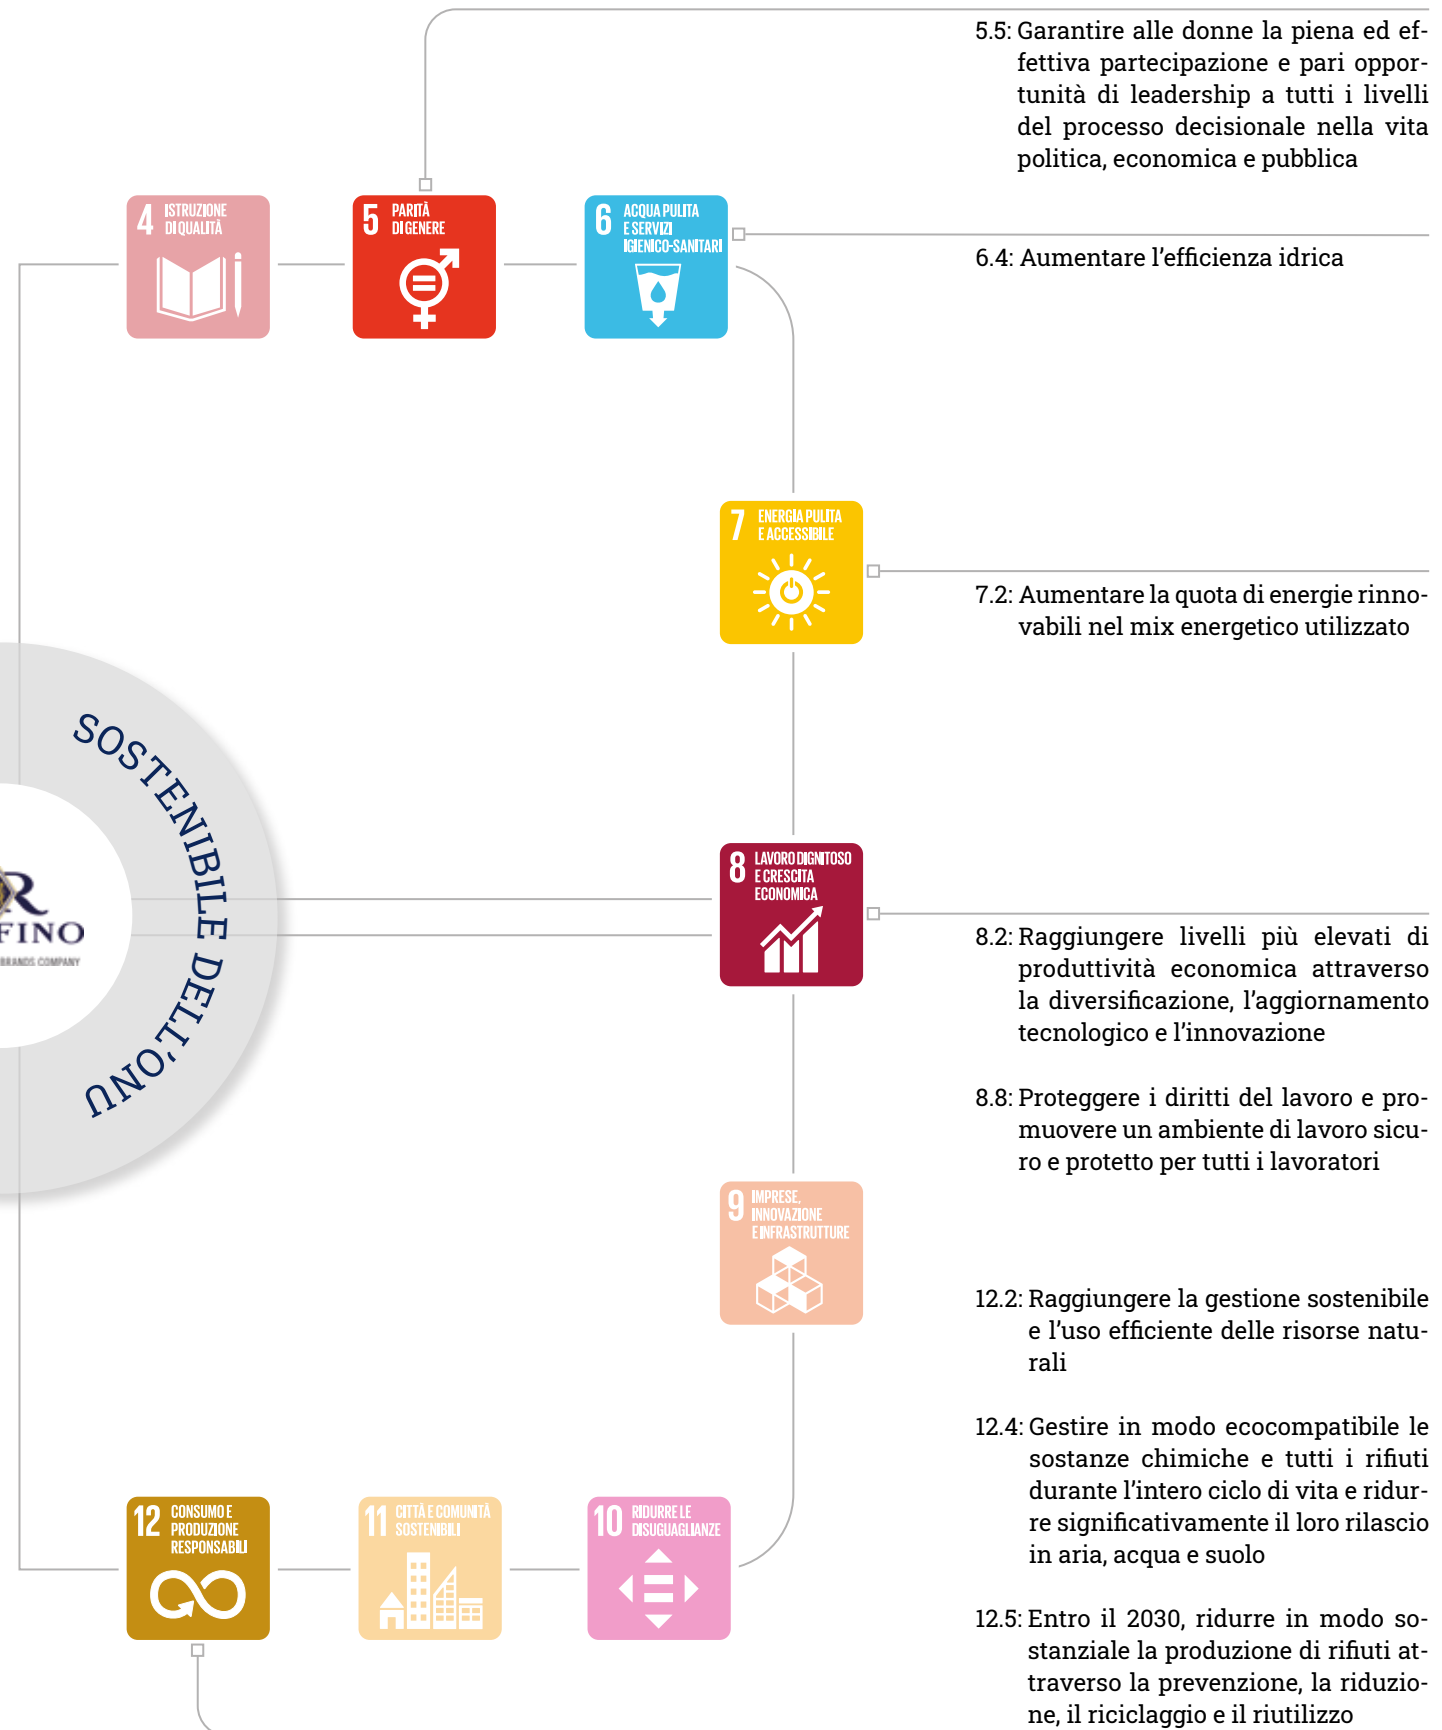 5.5: Garantire alle donne la piena ed ef-
fettiva partecipazione e pari oppor-
tunità di leadership a tutti i livelli
del processo decisionale nella vita
politica, economica e pubblica
4 ISTRUZIONE
DI QUALITÀ
5 PARITÀ
DI GENERE
6 ACQUA PULITA
E SERVIZI
IGIENICO-SANITARI
6.4: Aumentare l’efficienza idrica
7 ENERGIA PULITA
E ACCESSIBILE
7.2: Aumentare la quota di energie rinno-
vabili nel mix energetico utilizzato
SOSTENIBILE DELL’ONU
R
FINO
BRANDS COMPANY
8 LAVORO DIGNITOSO
E CRESCITA
ECONOMICA
8.2: Raggiungere livelli più elevati di
produttività economica attraverso
la diversificazione, l’aggiornamento
tecnologico e l’innovazione
8.8: Proteggere i diritti del lavoro e pro-
muovere un ambiente di lavoro sicu-
ro e protetto per tutti i lavoratori
9 IMPRESE,
INNOVAZIONE
E INFRASTRUTTURE
12.2: Raggiungere la gestione sostenibile
e l’uso efficiente delle risorse natu-
rali
12.4: Gestire in modo ecocompatibile le
sostanze chimiche e tutti i rifiuti
durante l’intero ciclo di vita e ridur-
re significativamente il loro rilascio
in aria, acqua e suolo
12 CONSUMO E
PRODUZIONE
RESPONSABILI
11 CITTÀ E COMUNITÀ
SOSTENIBILI
10 RIDURRE LE
DISUGUAGLIANZE
12.5: Entro il 2030, ridurre in modo so-
stanziale la produzione di rifiuti at-
traverso la prevenzione, la riduzio-
ne, il riciclaggio e il riutilizzo